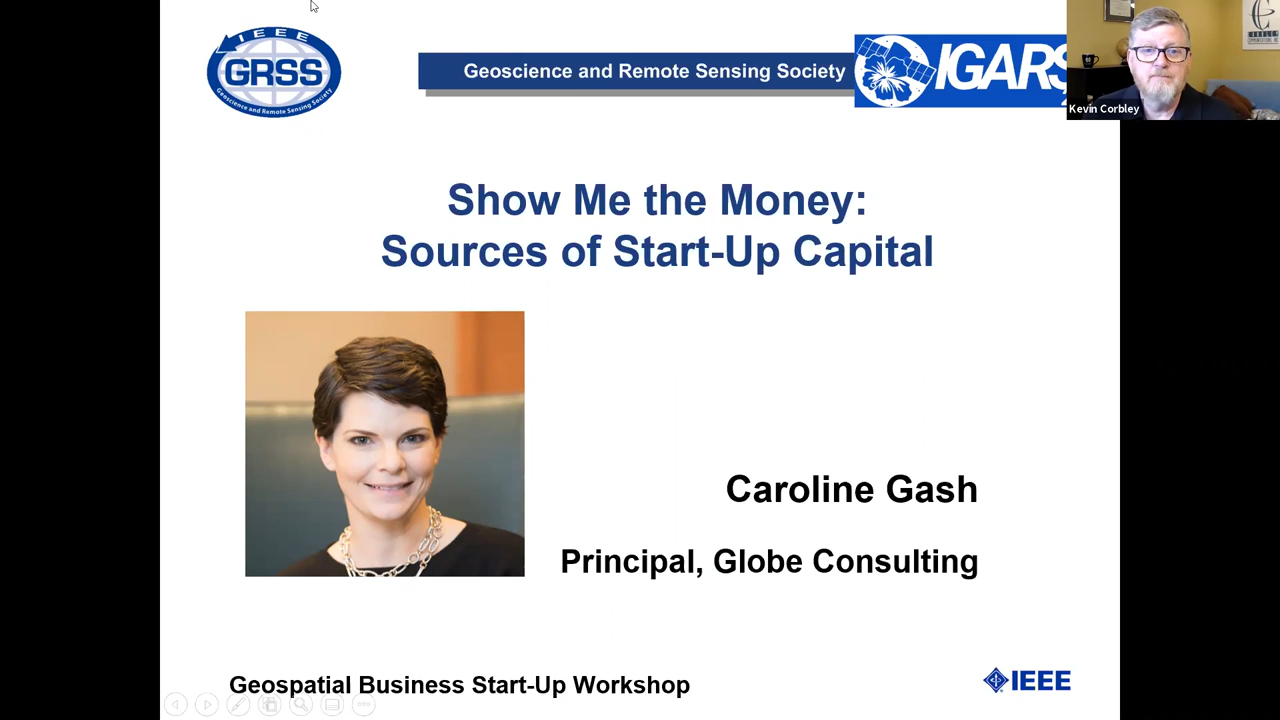 IEEE
GRSS
Geoscience and Remote Sensing Society
Geoscience and Remote Sensing Society
IGARS
Kevin Corbley
Show Me the Money:
Sources of Start-Up Capital
Caroline Gash
Principal, Globe Consulting
Geospatial Business Start-Up Workshop
IEEE